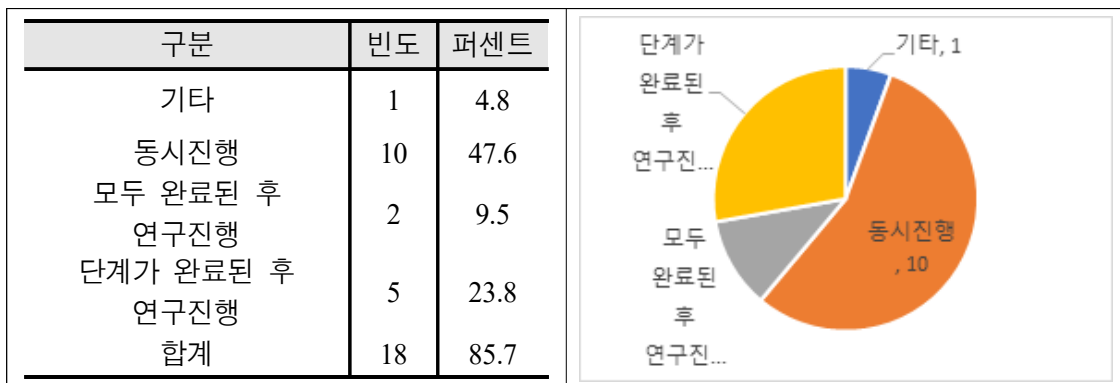 구분 빈도 퍼센트
기타 1 4.8
동시진행 10 47.6
모두 완료된 후
연구진행 2 9.5
단계가 완료된 후
연구진행 5 23.8
합계 18 85.7
기타, 1
동시진행
, 10
모두
완료된
후
연구진...
단계가
완료된
후
연구진...